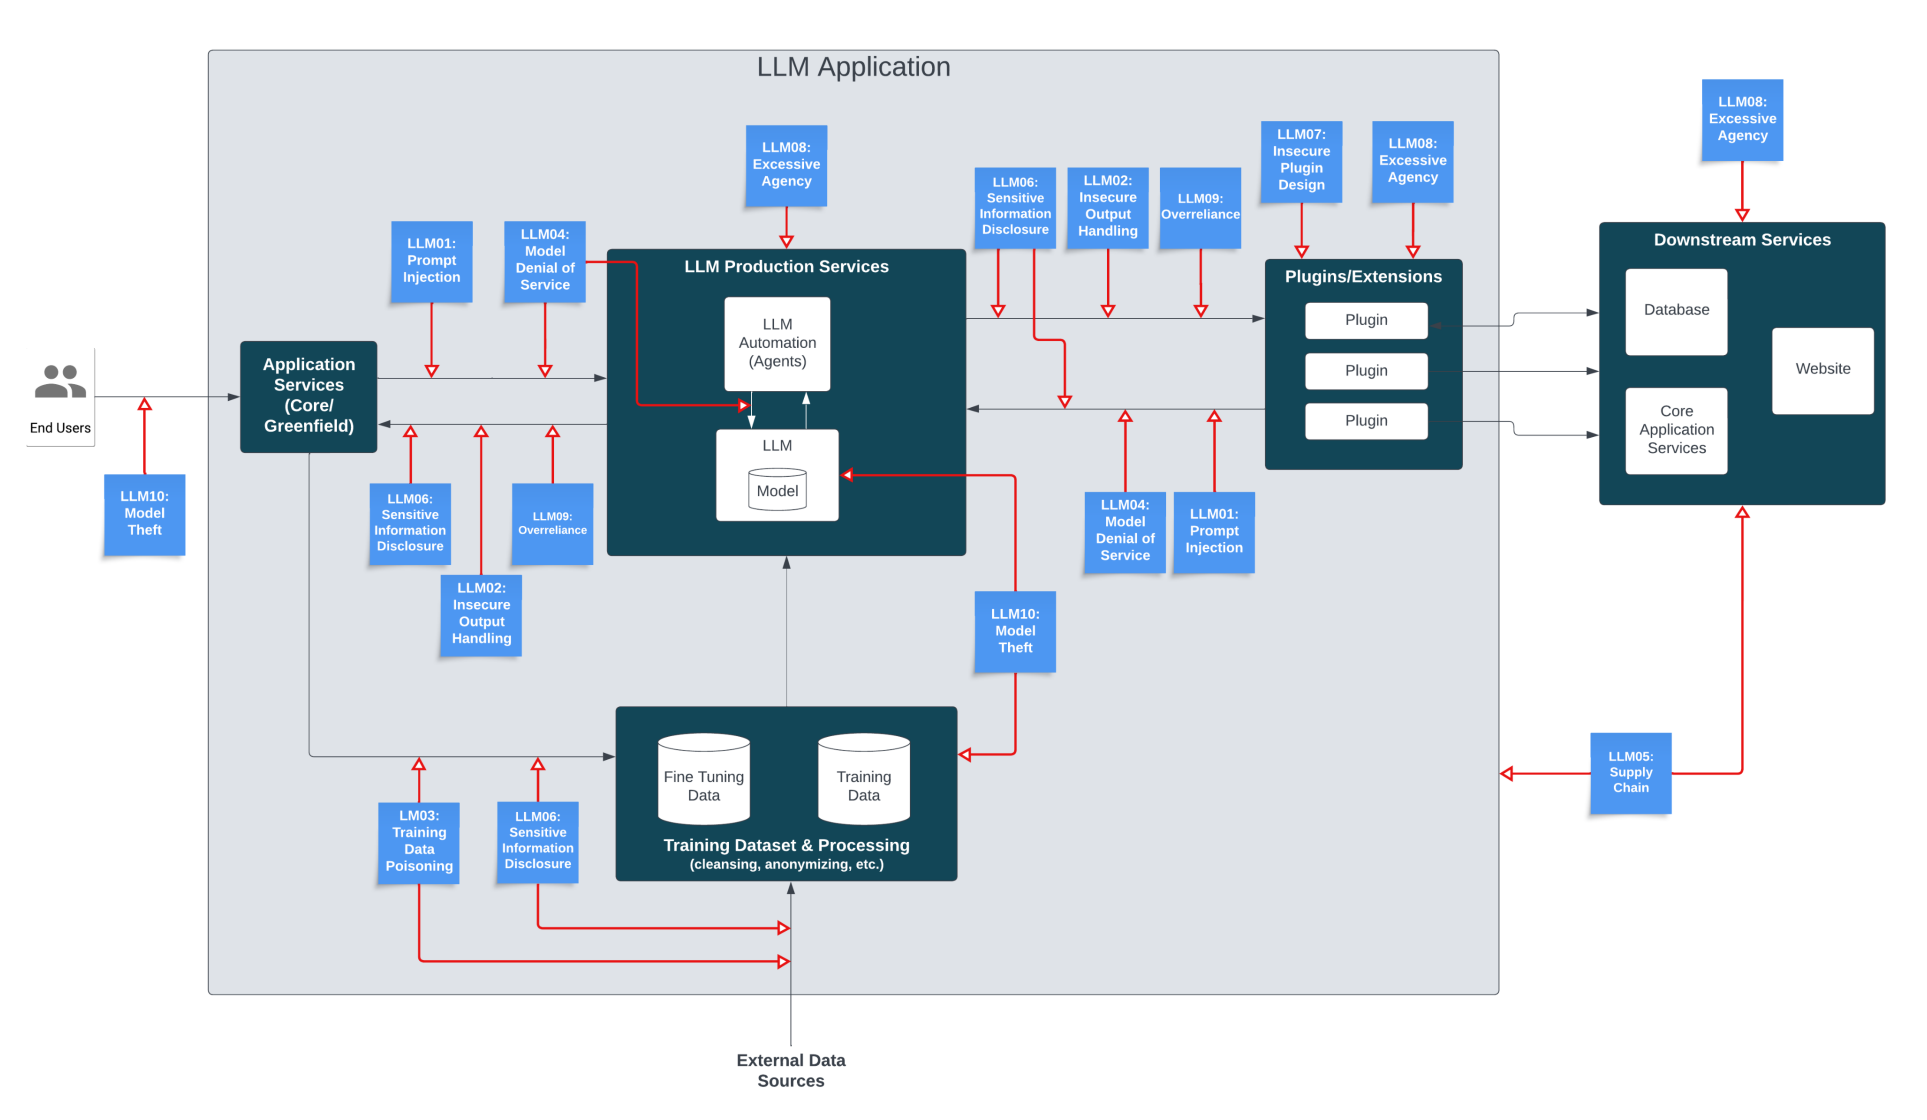 LLM Application
LLM08:
Excessive
Agency
LLM07:
Insecure
Plugin
Design
LLM08:
Excessive
Agency
LLM08:
Excessive
Agency
LLM06:
Sensitive
Information
Disclosure
LLM02:
Insecure
Output
Handling
LLM09:
Overreliance
LLM01:
Prompt
Injection
LLM04:
Model
Denial of
Service
LLM Production Services
LLM
Automation
(Agents)
LLM
Model
Plugins/Extensions
Plugin
Plugin
Plugin
Downstream Services
Database
Website
Core
Application
Services
Application
Services
(Core/
Greenfield)
End Users
LLM10:
Model
Theft
LLM06:
Sensitive
Information
Disclosure
LLM09:
Overreliance
LLM02:
Insecure
Output
Handling
LLM04:
Model
Denial of
Service
LLM01:
Prompt
Injection
LLM10:
Model
Theft
LLM05:
Supply
Chain
Fine Tuning
Data
Training
Data
Training Dataset & Processing
(cleansing, anonymizing, etc.)
LM03:
Training
Data
Poisoning
LLM06:
Sensitive
Information
Disclosure
External Data
Sources